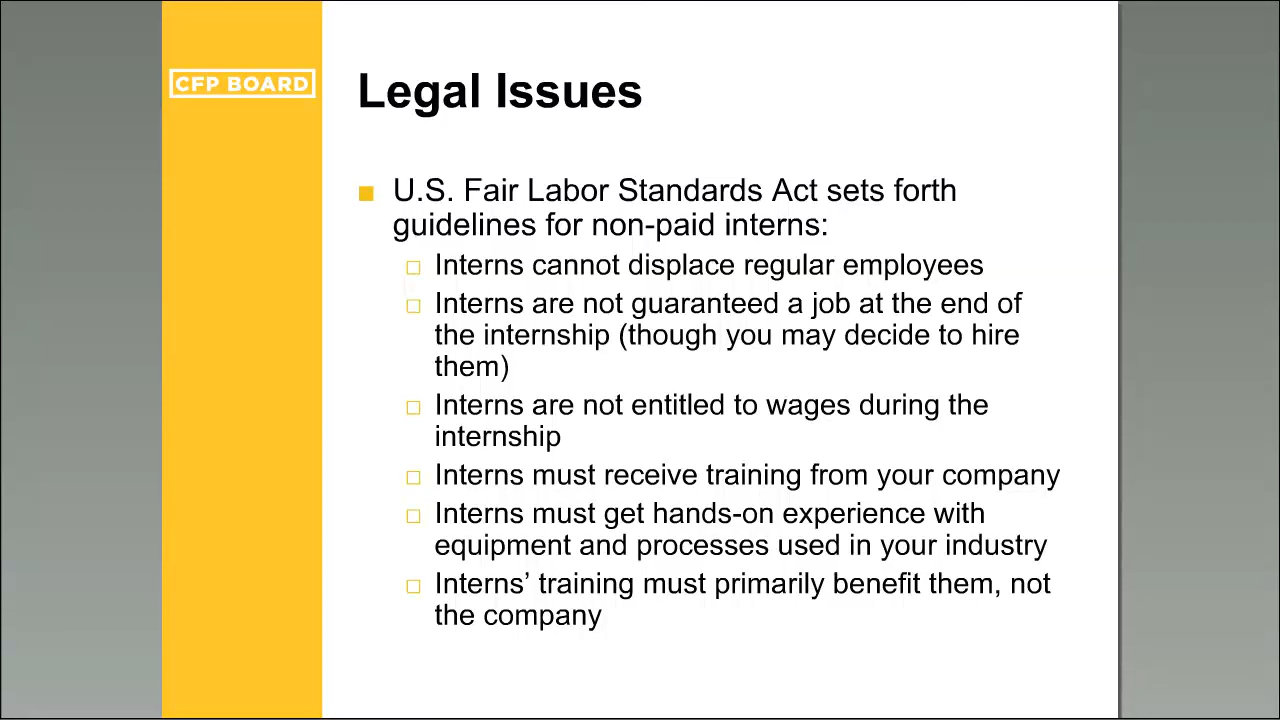 CFP BOARD
Legal Issues
U.S. Fair Labor Standards Act sets forth
guidelines for non-paid interns:
Interns cannot displace regular employees
Interns are not guaranteed a job at the end of
the internship (though you may decide to hire
them)
Interns are not entitled to wages during the
internship
Interns must receive training from your company
Interns must get hands-on experience with
equipment and processes used in your industry
Interns’ training must primarily benefit them, not
the company